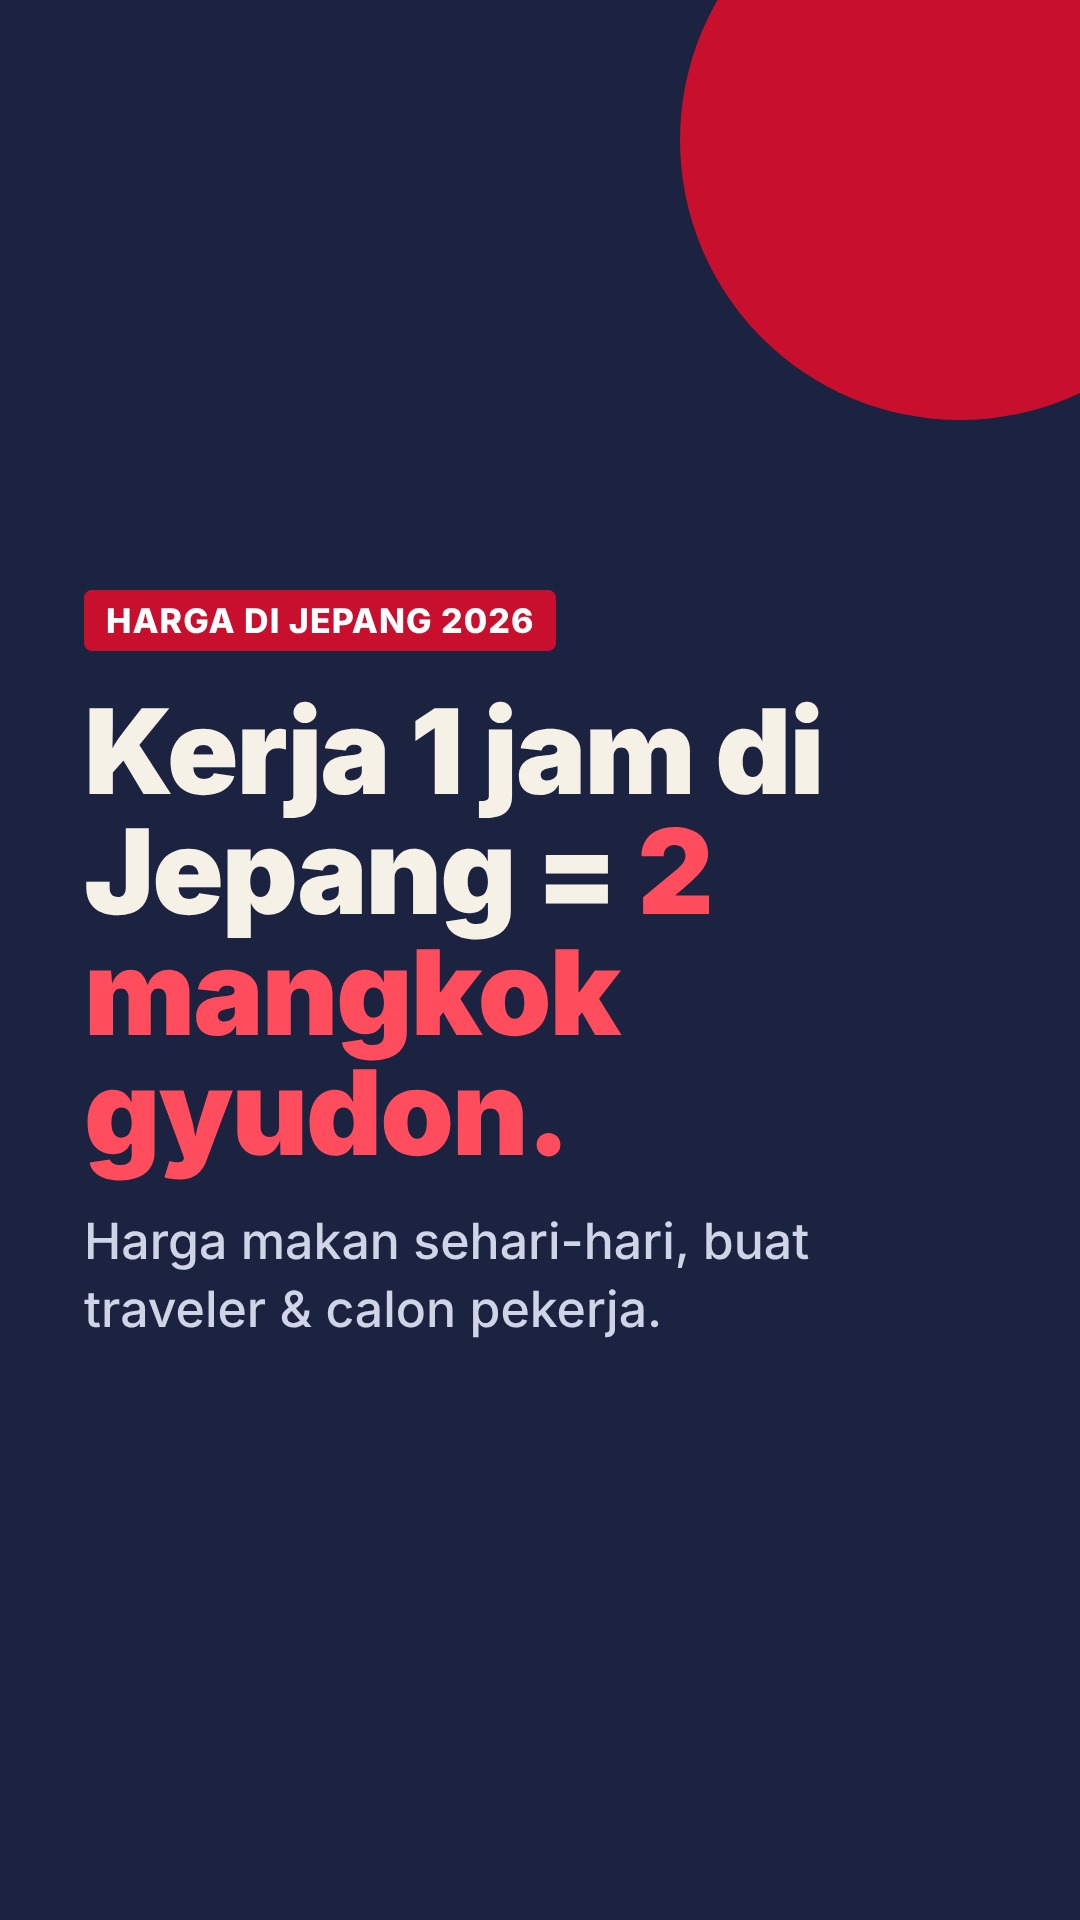 HARGA DI JEPANG 2026
Kerja 1 jam di
Jepang = 2
mangkok
gyudon.
Harga makan sehari-hari, buat
traveler & calon pekerja.